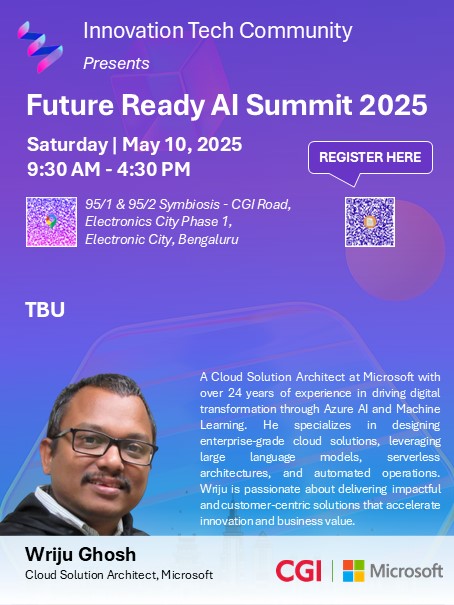 Innovation Tech Community
Presents
Future Ready AI Summit 2025
Saturday | May 10, 2025
9:30 AM - 4:30 PM
REGISTER HERE
95/1 & 95/2 Symbiosis - CGI Road,
Electronics City Phase 1,
Electronic City, Bengaluru
TBU
A Cloud Solution Architect at Microsoft with
over 24 years of experience in driving digital
transformation through Azure AI and Machine
Learning. He specializes in designing
enterprise-grade cloud solutions, leveraging
large language models, serverless
architectures, and automated operations.
Wriju is passionate about delivering impactful
and customer-centric solutions that accelerate
innovation and business value.
Wriju Ghosh
Cloud Solution Architect, Microsoft
CGI
Microsoft